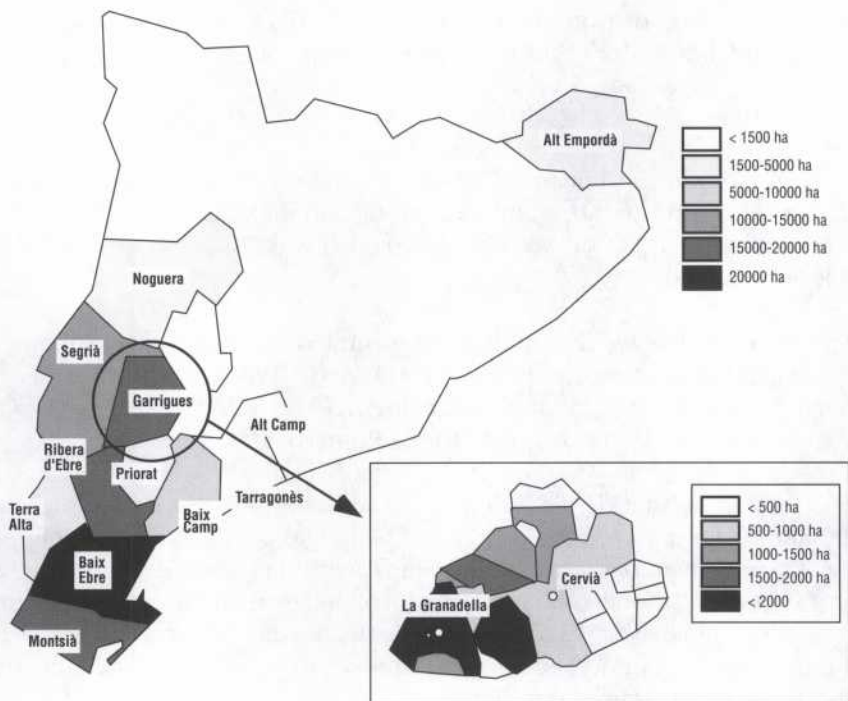 Alt Empordà
< 1500 ha
1500-5000 ha
5000-10000 ha
10000-15000 ha
15000-20000 ha
20000 ha
Noguera
Segrià
Garrigues
Alt Camp
Ribera
d'Ebre
Priorat
Tarragonès
Terra
Alta
Baix
Camp
Baix
Ebre
Montsià
< 500 ha
500-1000 ha
1000-1500 ha
1500-2000 ha
< 2000
Cervià
La Granadella